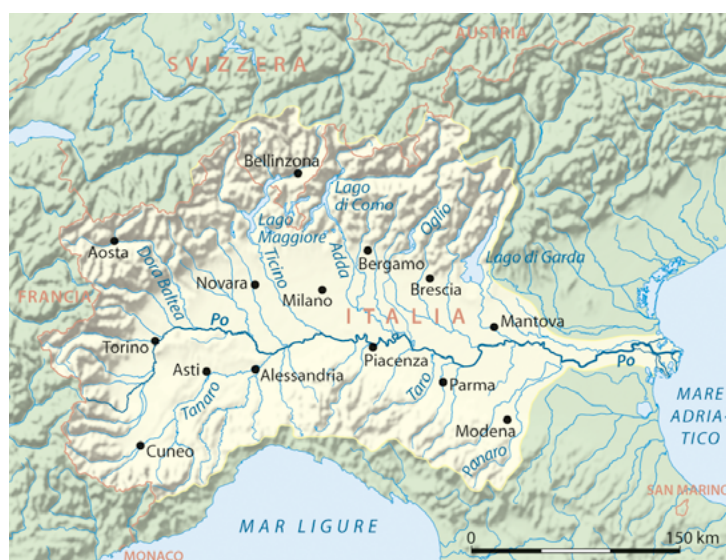 AUSTRIA
SVIZZERA
Bellinzona
Lago
di Como
Oglio
Lago
Maggiore
Aosta
Dora Baltea
Ticino
Adda
Bergamo
Lago di Garda
Novara
Milano
Brescia
FRANCIA
ITALIA
Po
Mantova
Torino
Piacenza
Po
Asti
Alessandria
Taro
Parma
Tanaro
MARE
ADRIA-
TICO
Modena
Cuneo
Panaro
SAN MARINO
MAR LIGURE
MONACO
0
150 km